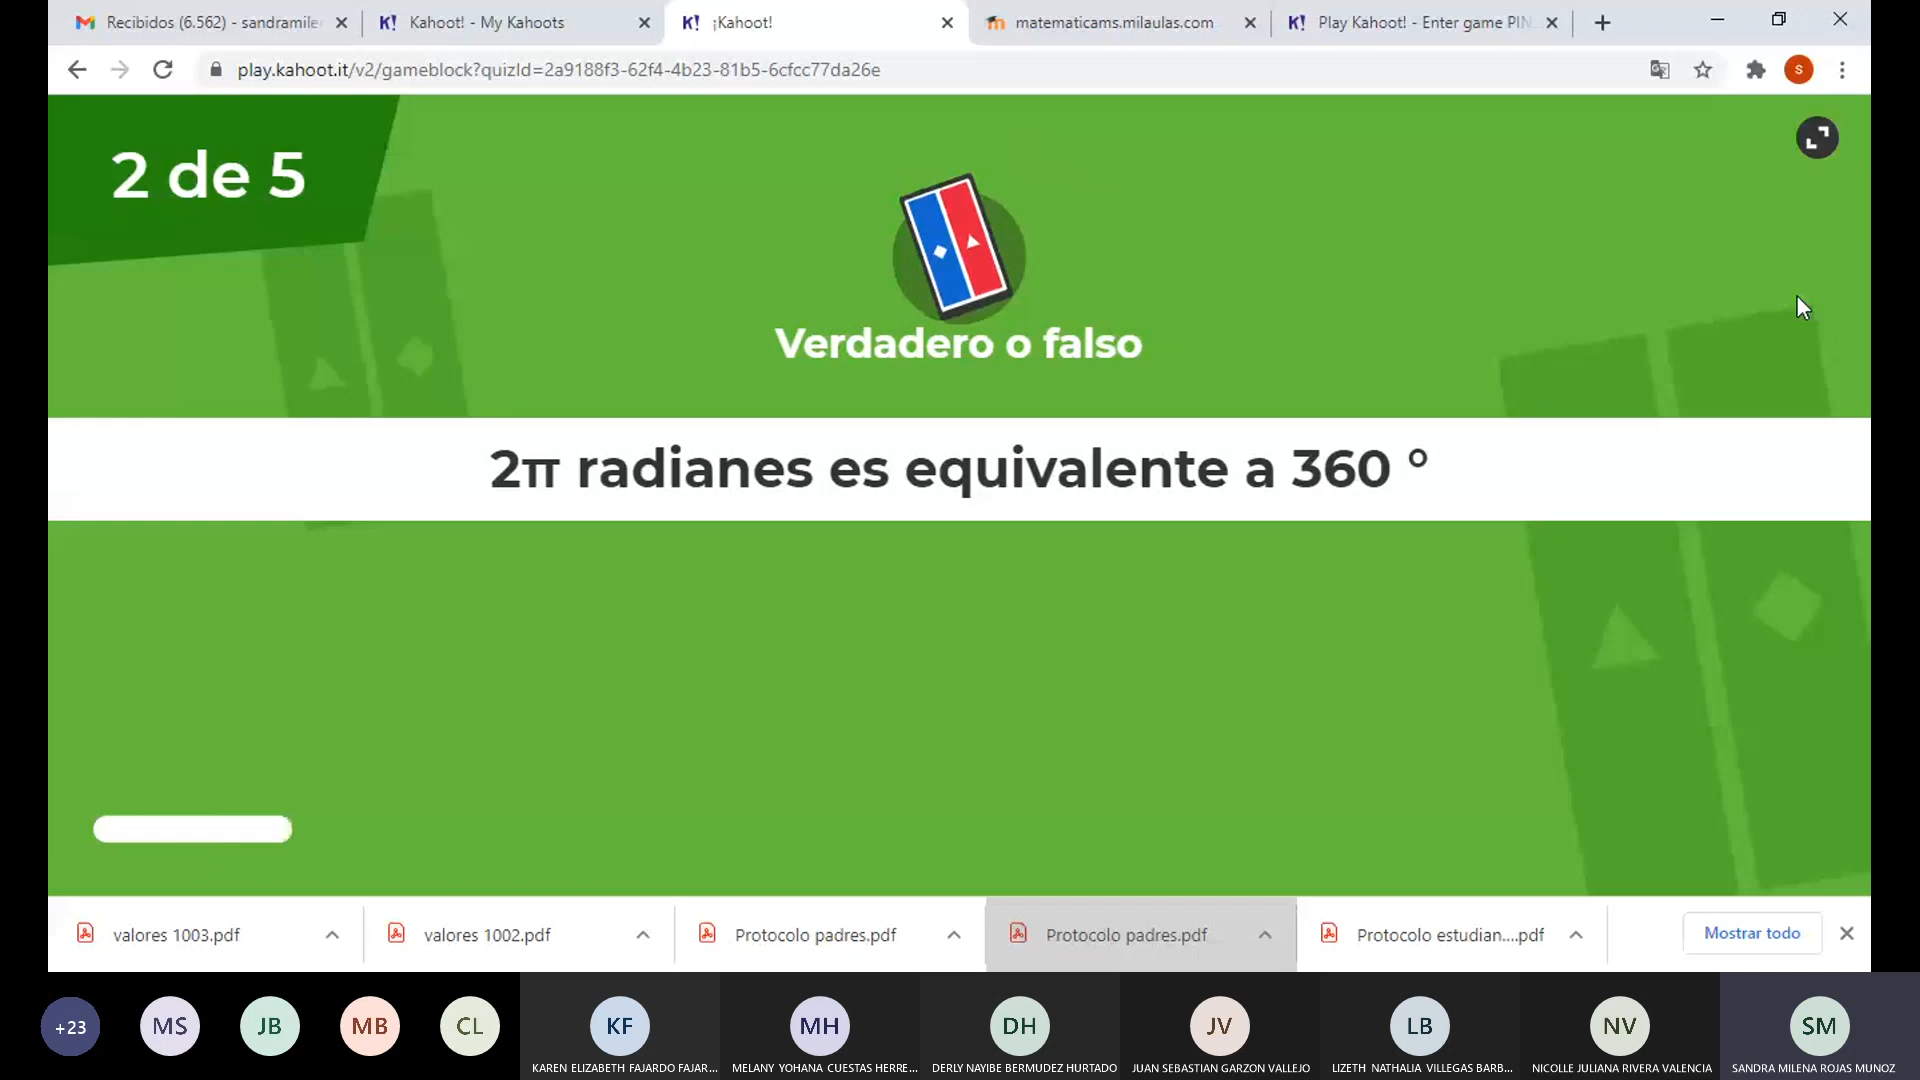 Recibidos (6.562) - sandramile
Kahoot! - My Kahoots
K! ¡Kahoot!
matematicams.milaulas.com
K! Play Kahoot! - Enter game PIN
play.kahoot.it/v2/gameblock?quizId=2a9188f3-62f4-4b23-81b5-6cfcc77da26e
S
2 de 5
Verdadero o falso
2π radianes es equivalente a 360 °
valores 1003.pdf
valores 1002.pdf
Protocolo padres.pdf
Protocolo padres.pdf
Protocolo estudian....pdf
Mostrar todo
+23
MS
JB
MB
CL
KF
MH
DH
JV
LB
NV
SM
KAREN ELIZABETH FAJARDO FAJAR...
MELANY YOHANA CUESTAS HERRE...
DERLY NAYIBE BERMUDEZ HURTADO
JUAN SEBASTIAN GARZON VALLEJO
LIZETH NATHALIA VILLEGAS BARB...
NICOLLE JULIANA RIVERA VALENCIA
SANDRA MILENA ROJAS MUNOZ